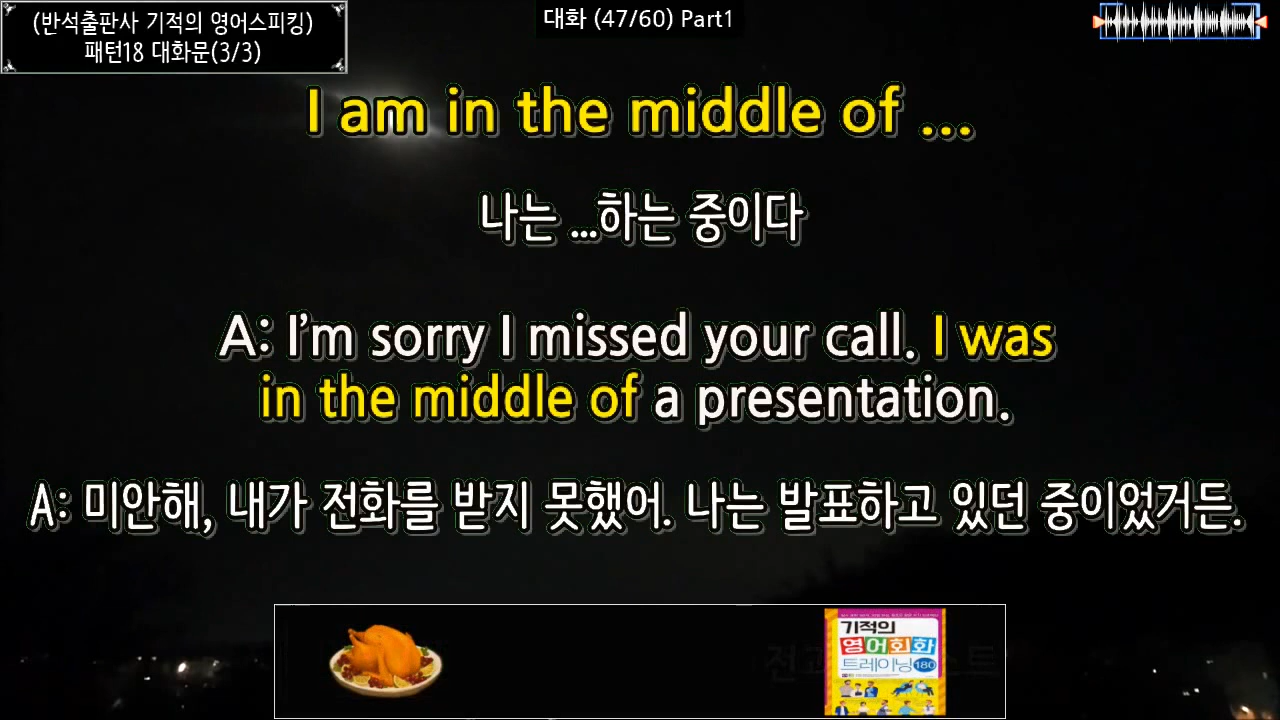 (반석출판사 기적의 영어스피킹)
패턴18 대화문(3/3)
대화 (47/60) Part1
I am in the middle of ...
나는 ...하는 중이다
A: I’m sorry I missed your call. I was
in the middle of a presentation.
A: 미안해, 내가 전화를 받지 못했어. 나는 발표하고 있던 중이었거든.
기적의
영어회화
트레이닝 180